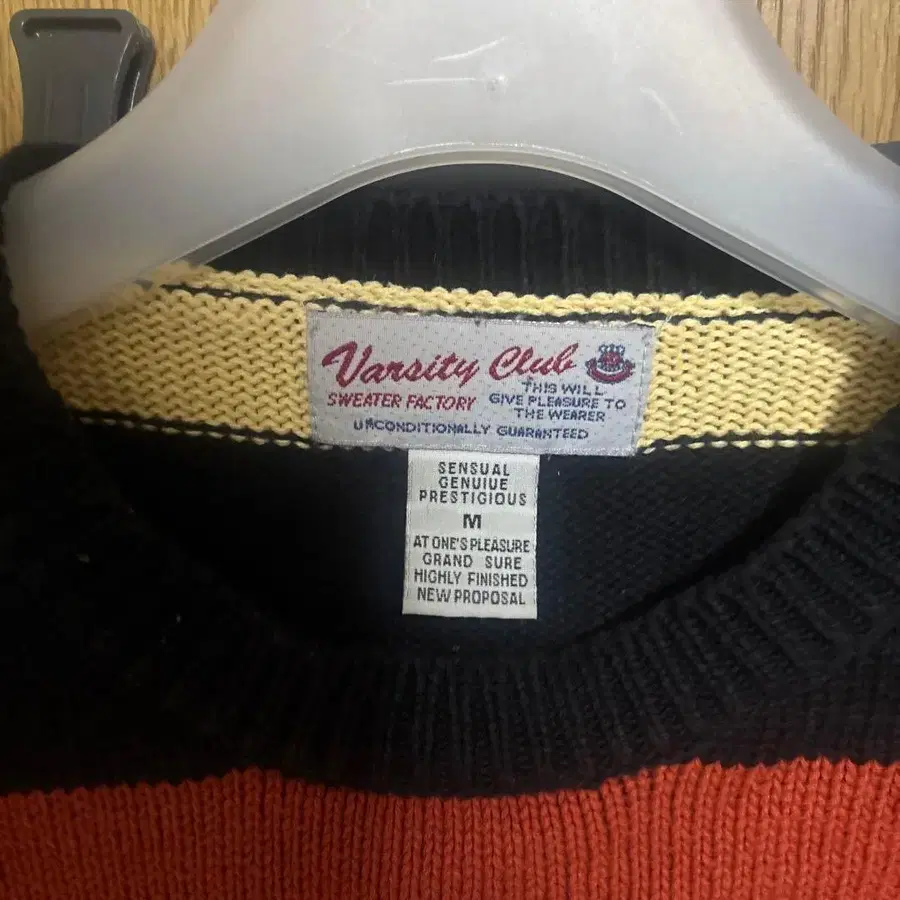 Varsity Club
SWEATER FACTORY
THIS WILL
GIVE PLEASURE TO
THE WEARER
UNCONDITIONALLY GUARANTEED
SENSUAL
GENUIUE
PRESTIGIOUS
M
AT ONE'S PLEASURE
GRAND SURE
HIGHLY FINISHED
NEW PROPOSAL